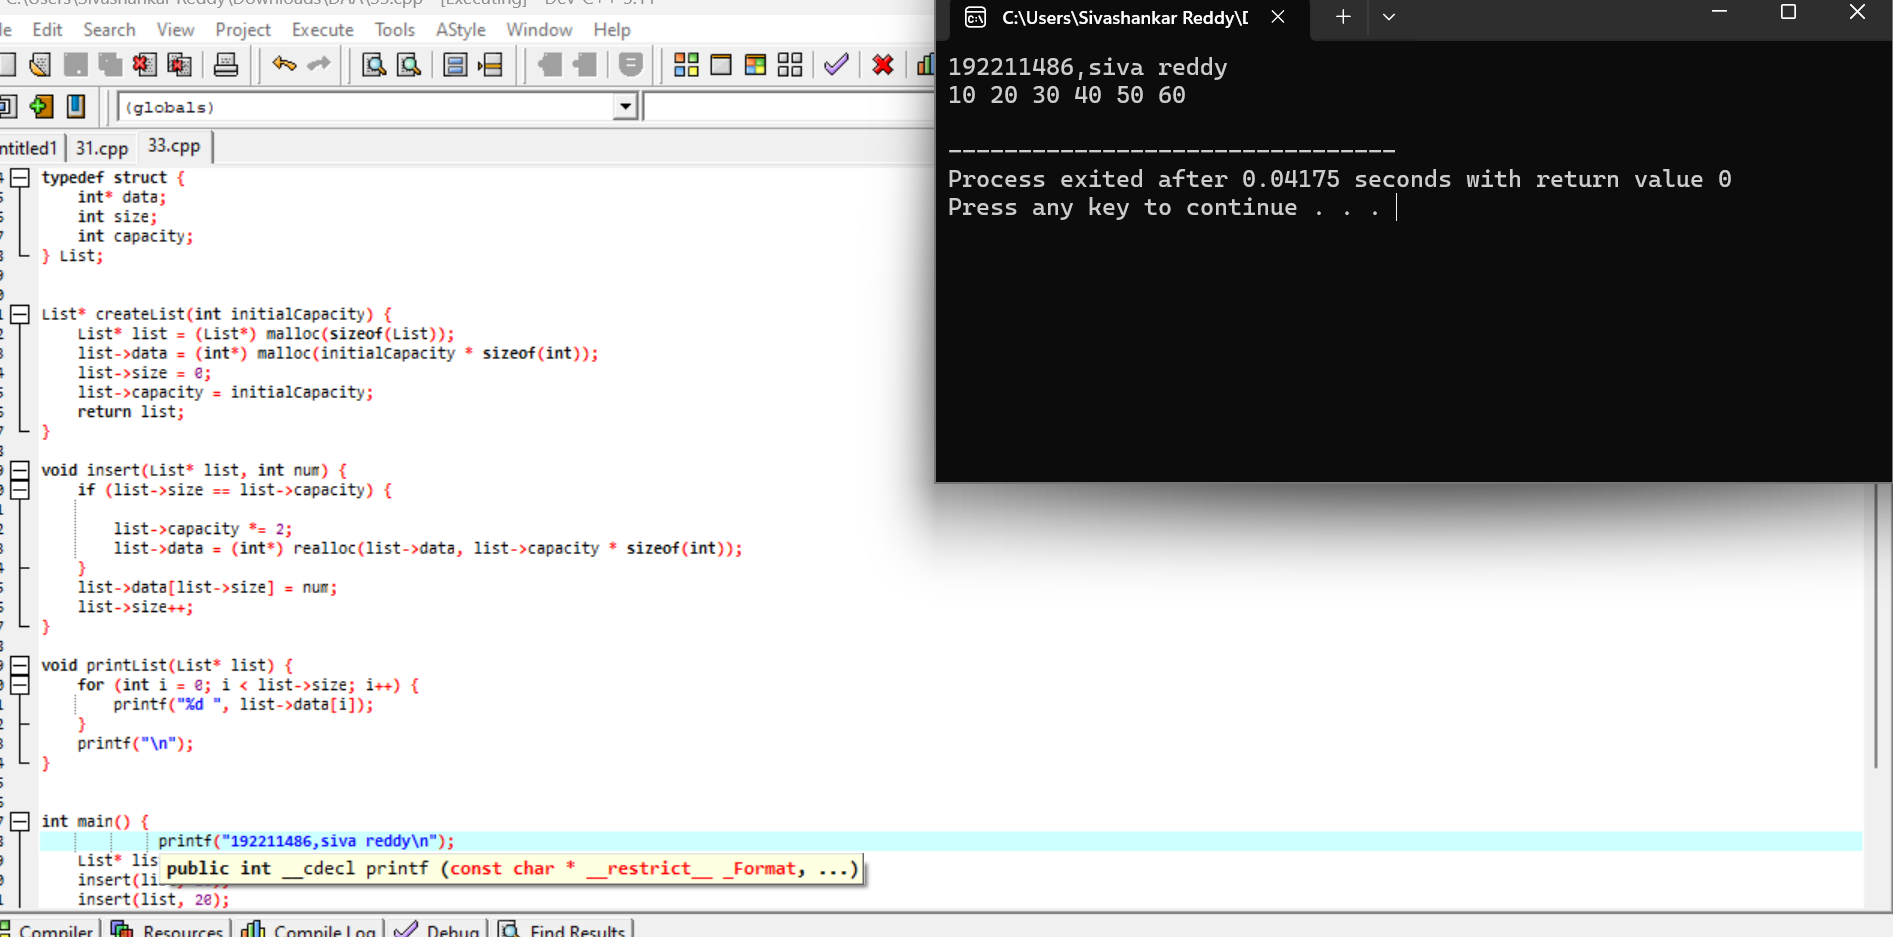 Edit Search View Project Execute Tools AStyle Window Help
(globals)
31.cpp 33.cpp
typedef struct {
int* data;
int size;
int capacity;
} List;
List* createList(int initialCapacity) {
List* list = (List*) malloc(sizeof(List));
list->data = (int*) malloc(initialCapacity * sizeof(int));
list->size = 0;
list->capacity = initialCapacity;
return list;
}
void insert(List* list, int num) {
if (list->size == list->capacity) {
list->capacity *= 2;
list->data = (int*) realloc(list->data, list->capacity * sizeof(int));
}
list->data[list->size] = num;
list->size++;
}
void printList(List* list) {
for (int i = 0; i < list->size; i++) {
printf("%d ", list->data[i]);
}
printf("\n");
}
int main() {
printf("192211486,siva reddy\n");
List* lis
public int __cdecl printf (const char * __restrict__ _Format, ...)
insert(li
insert(list, 20);
Compiler Resources Compile Log Debug Find Results
C:\Users\Sivashankar Reddy\D
192211486,siva reddy
10 20 30 40 50 60
--------------------------------
Process exited after 0.04175 seconds with return value 0
Press any key to continue . . .